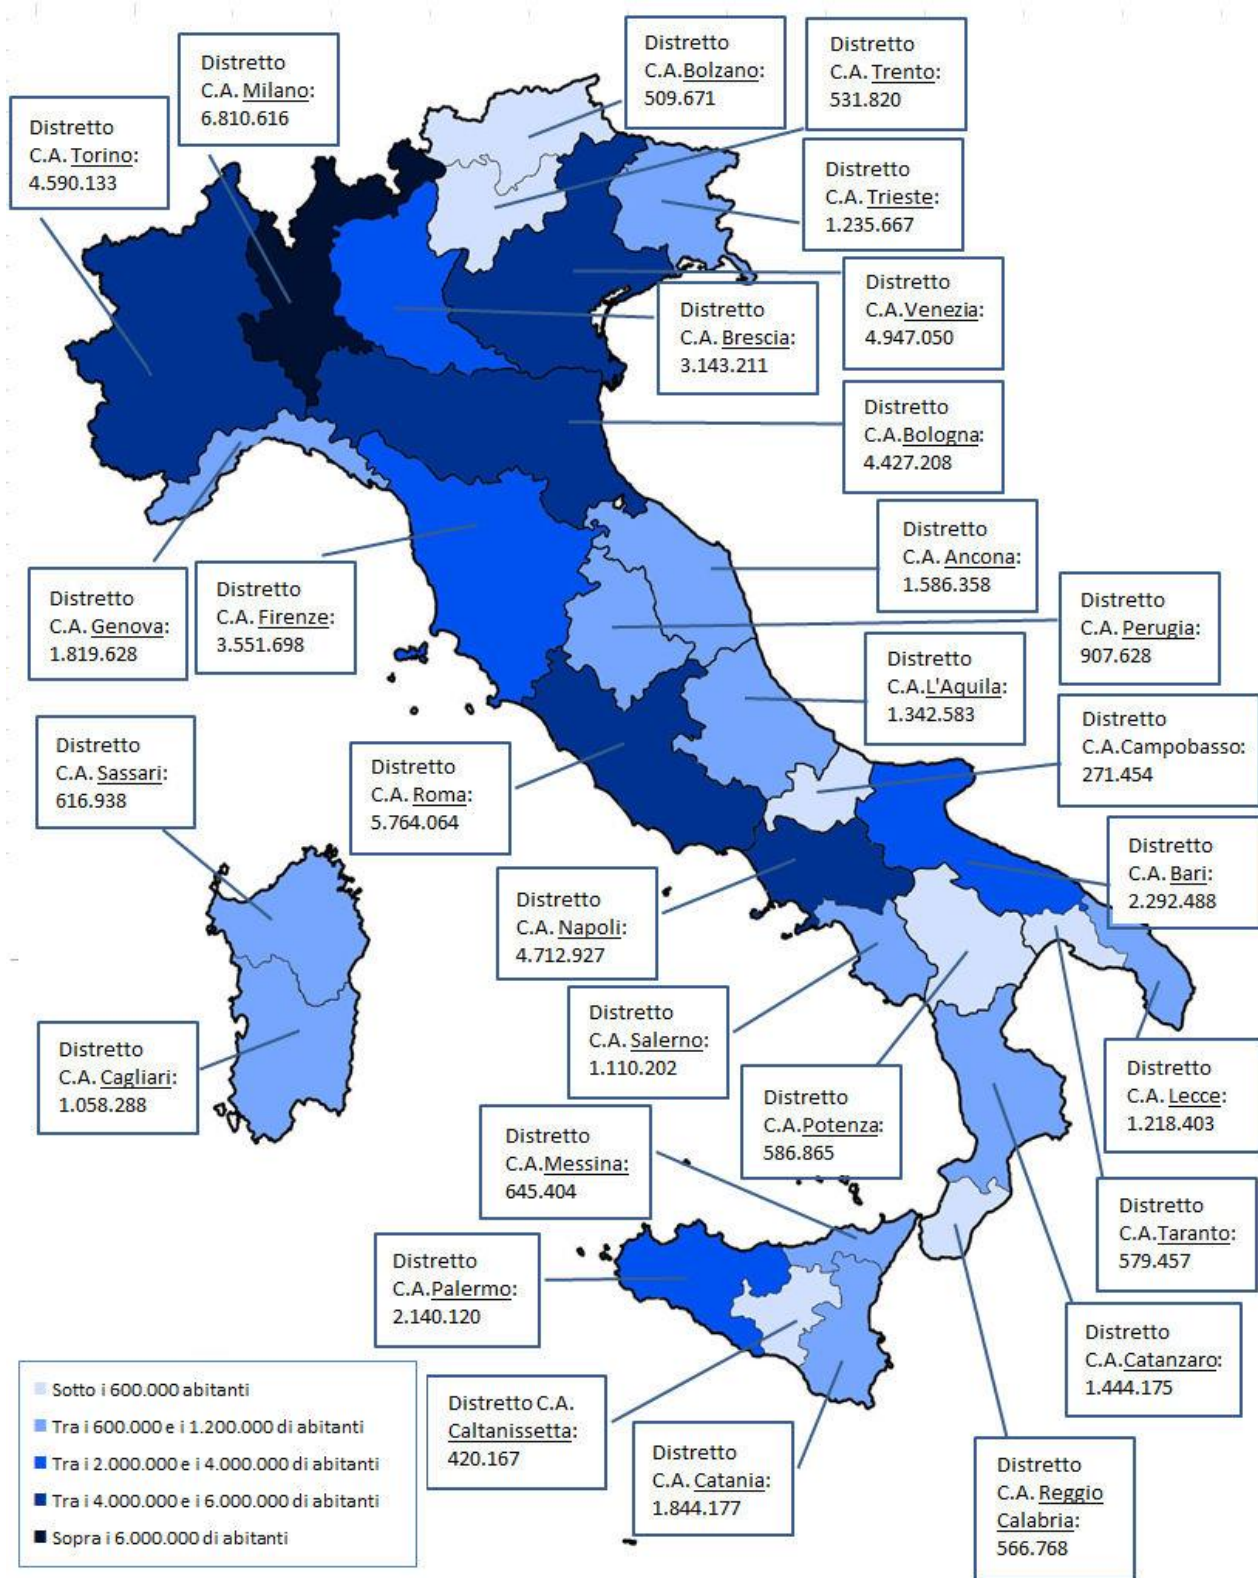 Distretto
C.A. Milano:
6.810.616
Distretto
C.A.Bolzano:
509.671
Distretto
C.A. Trento:
531.820
Distretto
C.A. Torino:
4.590.133
Distretto
C.A. Trieste:
1.235.667
Distretto
C.A.Venezia:
4.947.050
Distretto
C.A. Brescia:
3.143.211
Distretto
C.A.Bologna:
4.427.208
Distretto
C.A. Ancona:
1.586.358
Distretto
C.A. Genova:
1.819.628
Distretto
C.A. Firenze:
3.551.698
Distretto
C.A. Perugia:
907.628
Distretto
C.A.L'Aquila:
1.342.583
Distretto
C.A.Campobasso:
271.454
Distretto
C.A. Sassari:
616.938
Distretto
C.A. Roma:
5.764.064
Distretto
C.A. Bari:
2.292.488
Distretto
C.A. Napoli:
4.712.927
Distretto
C.A. Cagliari:
1.058.288
Distretto
C.A. Salerno:
1.110.202
Distretto
C.A. Lecce:
1.218.403
Distretto
C.A.Potenza:
586.865
Distretto
C.A.Messina:
645.404
Distretto
C.A.Taranto:
579.457
Distretto
C.A.Palermo:
2.140.120
Distretto
C.A.Catanzaro:
1.444.175
Distretto C.A.
Caltanissetta:
420.167
Distretto
C.A. Catania:
1.844.177
Distretto
C.A. Reggio
Calabria:
566.768
Sotto i 600.000 abitanti
Tra i 600.000 e i 1.200.000 di abitanti
Tra i 2.000.000 e i 4.000.000 di abitanti
Tra i 4.000.000 e i 6.000.000 di abitanti
Sopra i 6.000.000 di abitanti